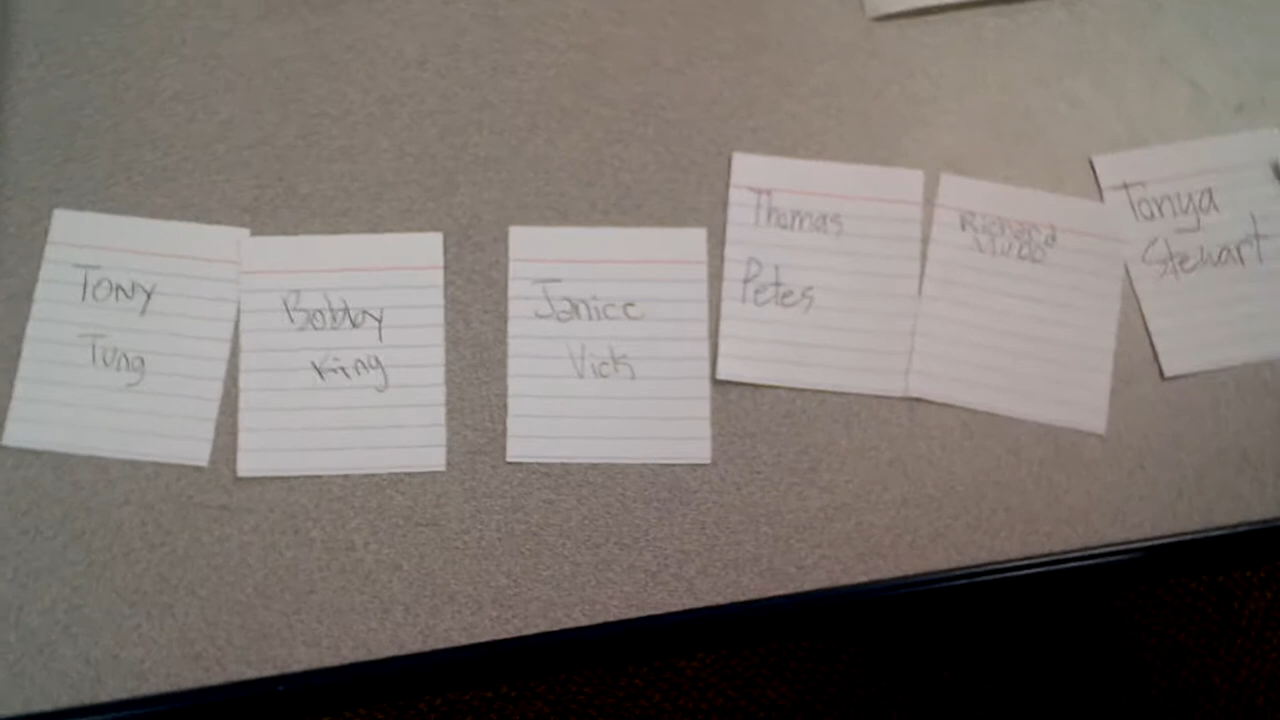 TONY
Tung
Bobby
King
Janice
Vick
Thomas
Petes
Richard
Tonya
Stewart